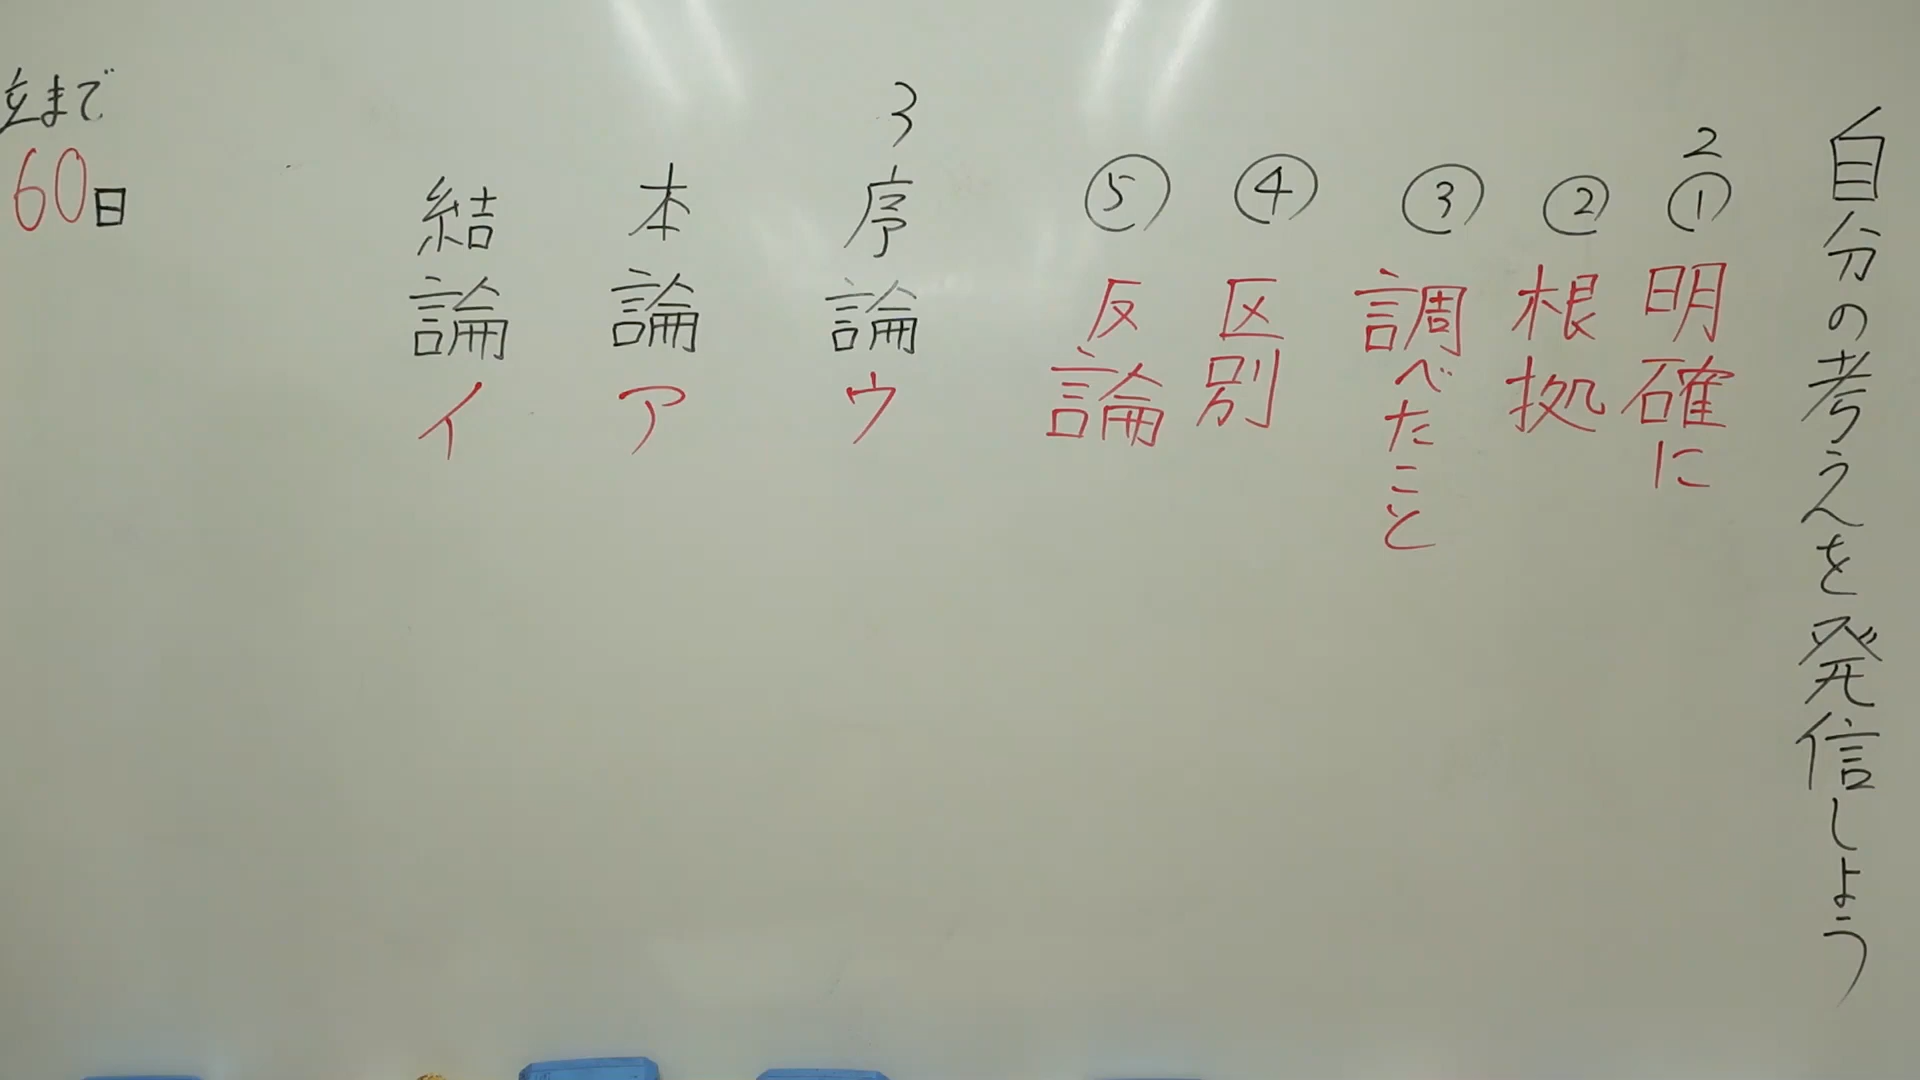 自分の考えを発信しよう
2
① 明確に
② 根拠
③ 調べたこと
④ 区別
⑤ 反論
3
序論 ウ
本論 ア
結論 イ
まで
60日